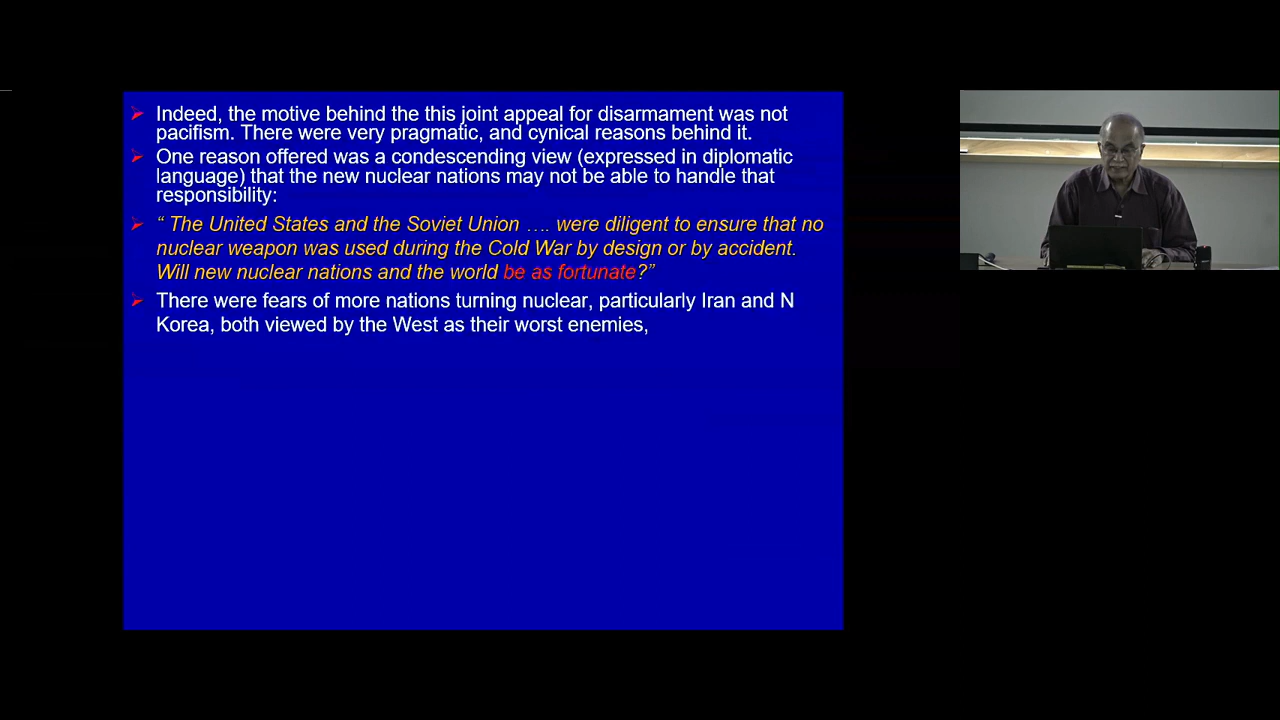 Indeed, the motive behind the this joint appeal for disarmament was not
pacifism. There were very pragmatic, and cynical reasons behind it.
One reason offered was a condescending view (expressed in diplomatic
language) that the new nuclear nations may not be able to handle that
responsibility:
“ The United States and the Soviet Union …. were diligent to ensure that no
nuclear weapon was used during the Cold War by design or by accident.
Will new nuclear nations and the world be as fortunate?”
There were fears of more nations turning nuclear, particularly Iran and N
Korea, both viewed by the West as their worst enemies,